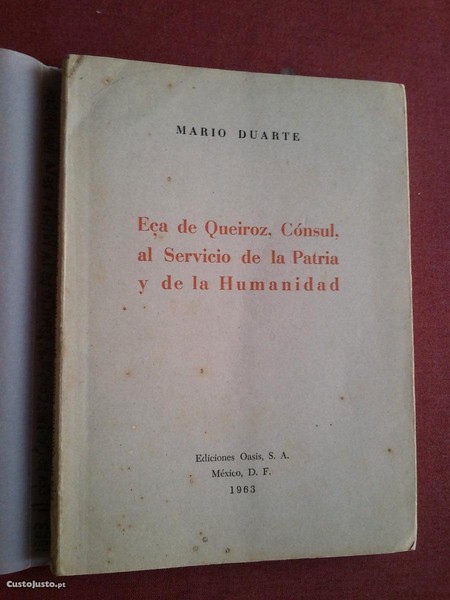 MARIO DUARTE
Eça de Queiroz, Cónsul,
al Servicio de la Patria
y de la Humanidad
Ediciones Oasis, S. A.
México, D. F.
1963
CustoJusto.pt